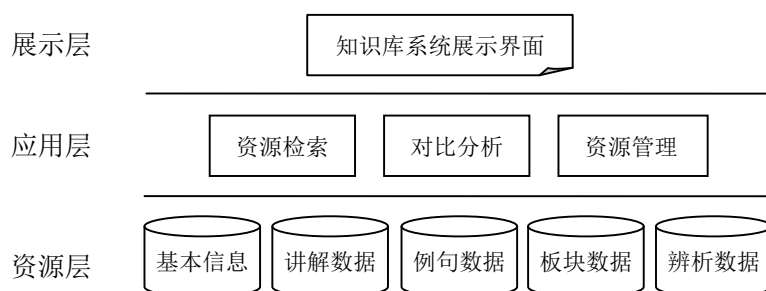 展示层 知识库系统展示界面
应用层 资源检索 对比分析 资源管理
资源层 基本信息 讲解数据 例句数据 板块数据 辨析数据